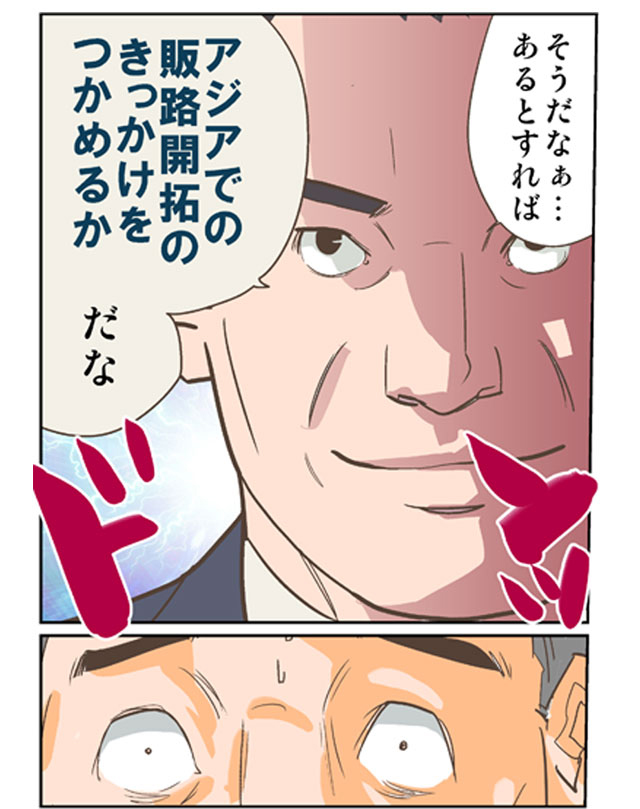 そうだなぁ…
あるとすれば
アジアでの
販路開拓の
きっかけを
つかめるか
だな
ドンッ